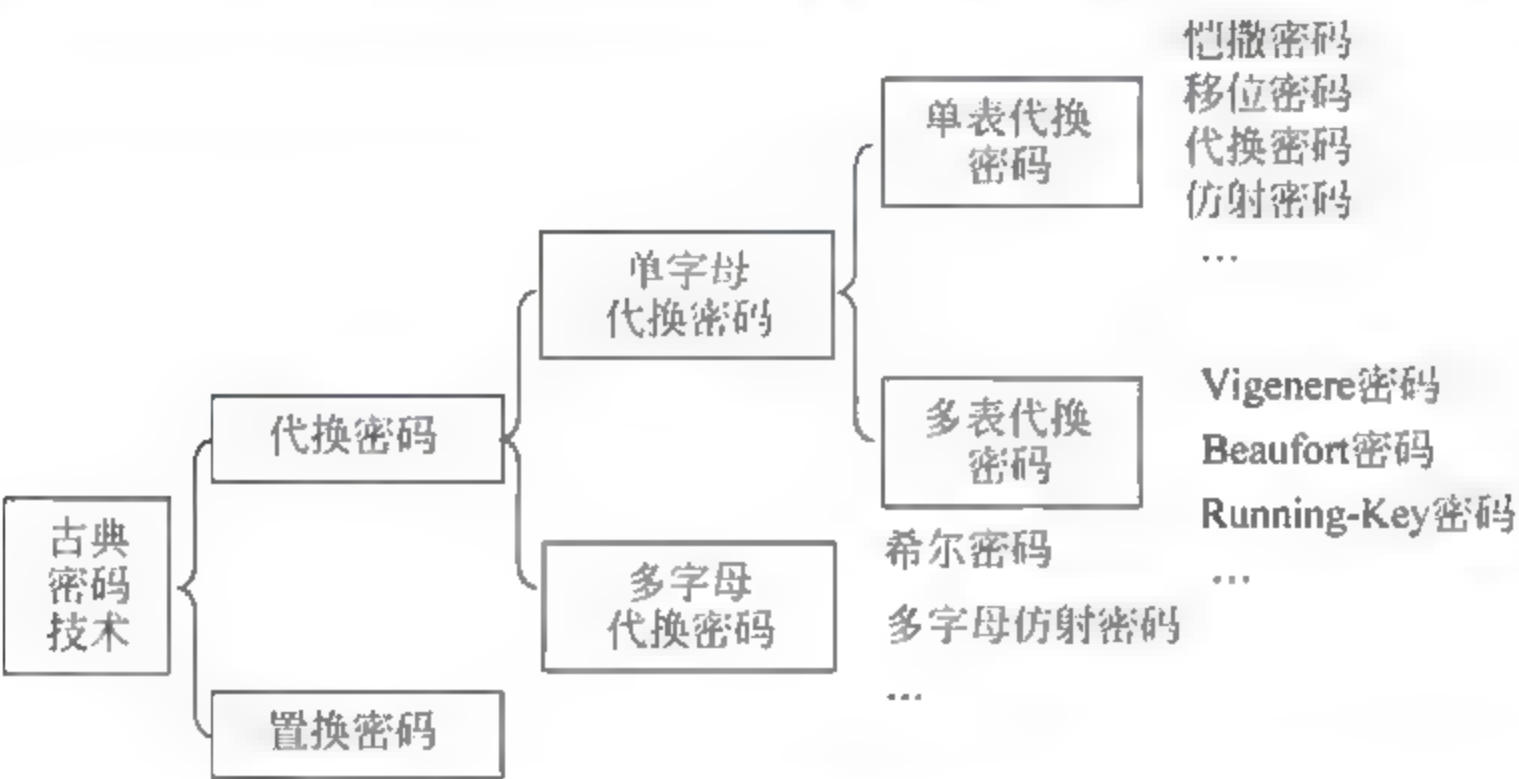 古典
密码
技术
代换密码
置换密码
单字母
代换密码
多字母
代换密码
单表代换
密码
多表代换
密码
恺撒密码
移位密码
代换密码
仿射密码
...
Vigenere密码
Beaufort密码
Running-Key密码
...
希尔密码
多字母仿射密码
...